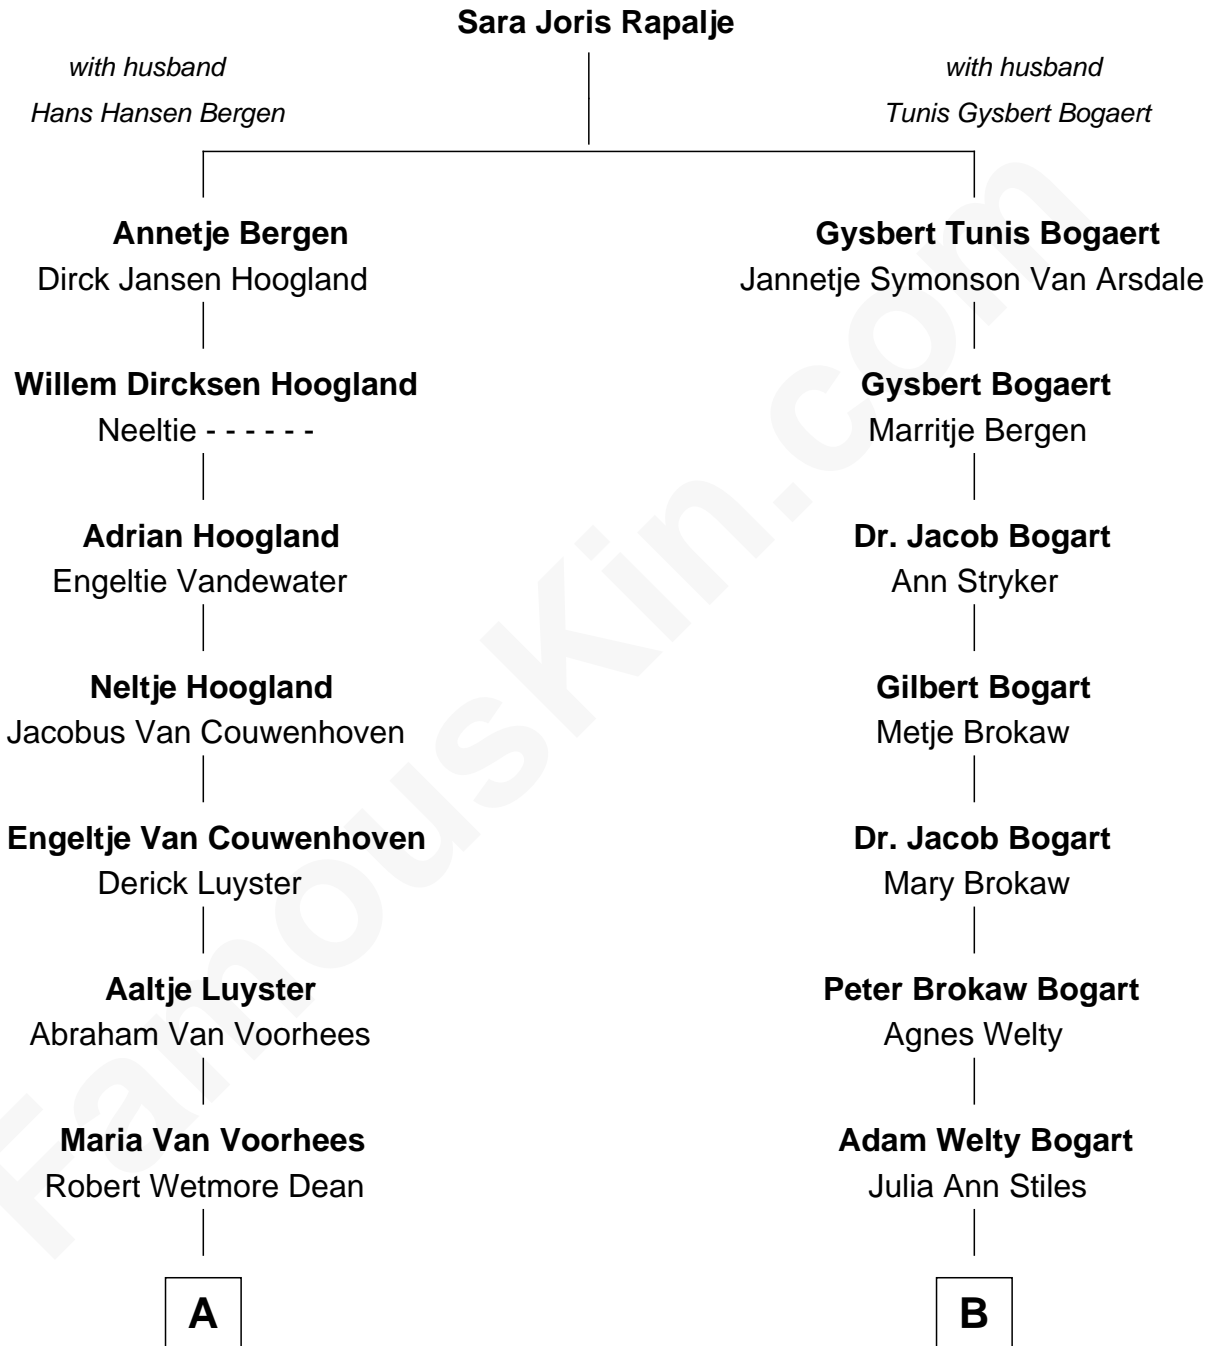 Sara Joris Rapalje
with husband
Hans Hansen Bergen
with husband
Tunis Gysbert Bogaert
Annetje Bergen
Dirck Jansen Hoogland
Gysbert Tunis Bogaert
Jannetje Symonson Van Arsdale
Willem Dircksen Hoogland
Neeltie - - - - - -
Gysbert Bogaert
Marritje Bergen
Adrian Hoogland
Engeltie Vandewater
Dr. Jacob Bogart
Ann Stryker
Neltje Hoogland
Jacobus Van Couwenhoven
Gilbert Bogart
Metje Brokaw
Engeltje Van Couwenhoven
Derick Luyster
Dr. Jacob Bogart
Mary Brokaw
Aaltje Luyster
Abraham Van Voorhees
Peter Brokaw Bogart
Agnes Welty
Maria Van Voorhees
Robert Wetmore Dean
Adam Welty Bogart
Julia Ann Stiles
A
B
FamousKin.com